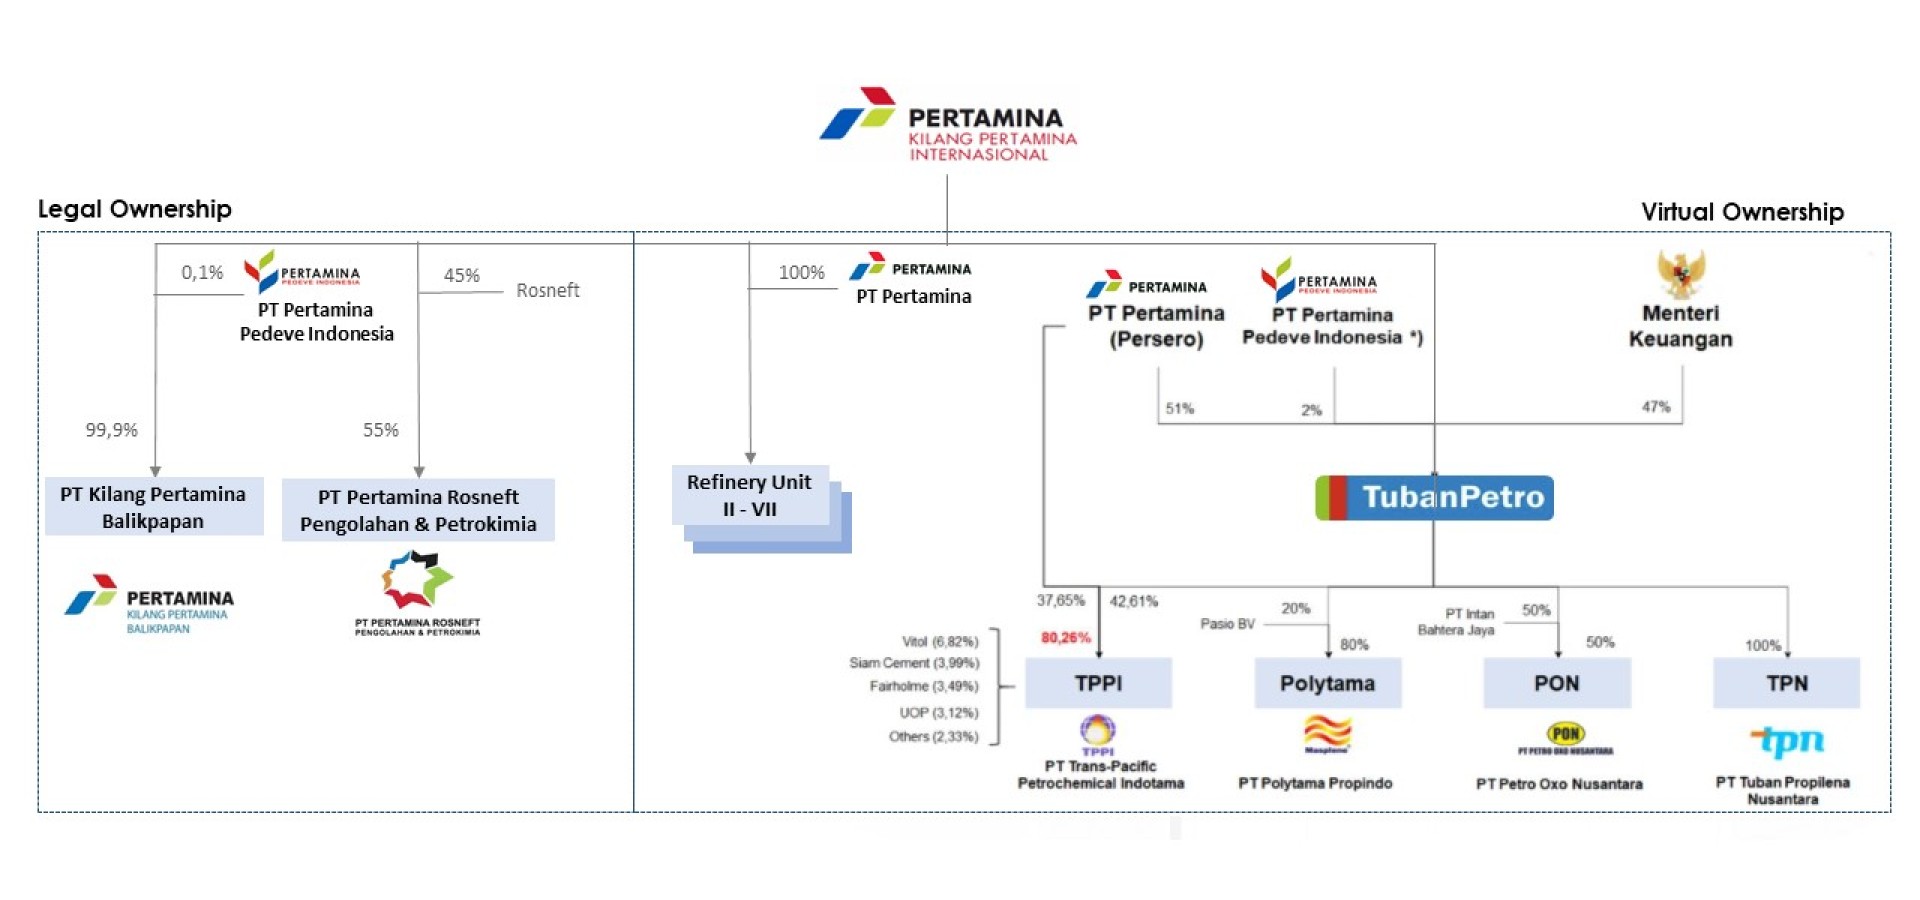 PERTAMINA
KILANG PERTAMINA
INTERNASIONAL
Legal Ownership
Virtual Ownership
0,1%
PERTAMINA
PEDEVE INDONESIA
PT Pertamina
Pedeve Indonesia
45%
Rosneft
99,9%
55%
PT Kilang Pertamina
Balikpapan
PERTAMINA
KILANG PERTAMINA
BALIKPAPAN
PT Pertamina Rosneft
Pengolahan & Petrokimia
PT PERTAMINA ROSNEFT
PENGOLAHAN & PETROKIMIA
100%
PERTAMINA
PT Pertamina
Refinery Unit
II - VII
PERTAMINA
PT Pertamina
(Persero)
PERTAMINA
PEDEVE INDONESIA
PT Pertamina
Pedeve Indonesia *)
Menteri
Keuangan
51%
2%
47%
TubanPetro
37,65%
42,61%
80,26%
Vitol (6,82%)
Siam Cement (3,99%)
Fairholme (3,49%)
UOP (3,12%)
Others (2,33%)
TPPI
TPPI
PT Trans-Pacific
Petrochemical Indotama
20%
Pasio BV
80%
Polytama
Masplene
PT Polytama Propindo
50%
PT Intan
Bahtera Jaya
50%
PON
PON
PT PETRO OXO NUSANTARA
PT Petro Oxo Nusantara
100%
TPN
tpn
PT Tuban Propilena
Nusantara